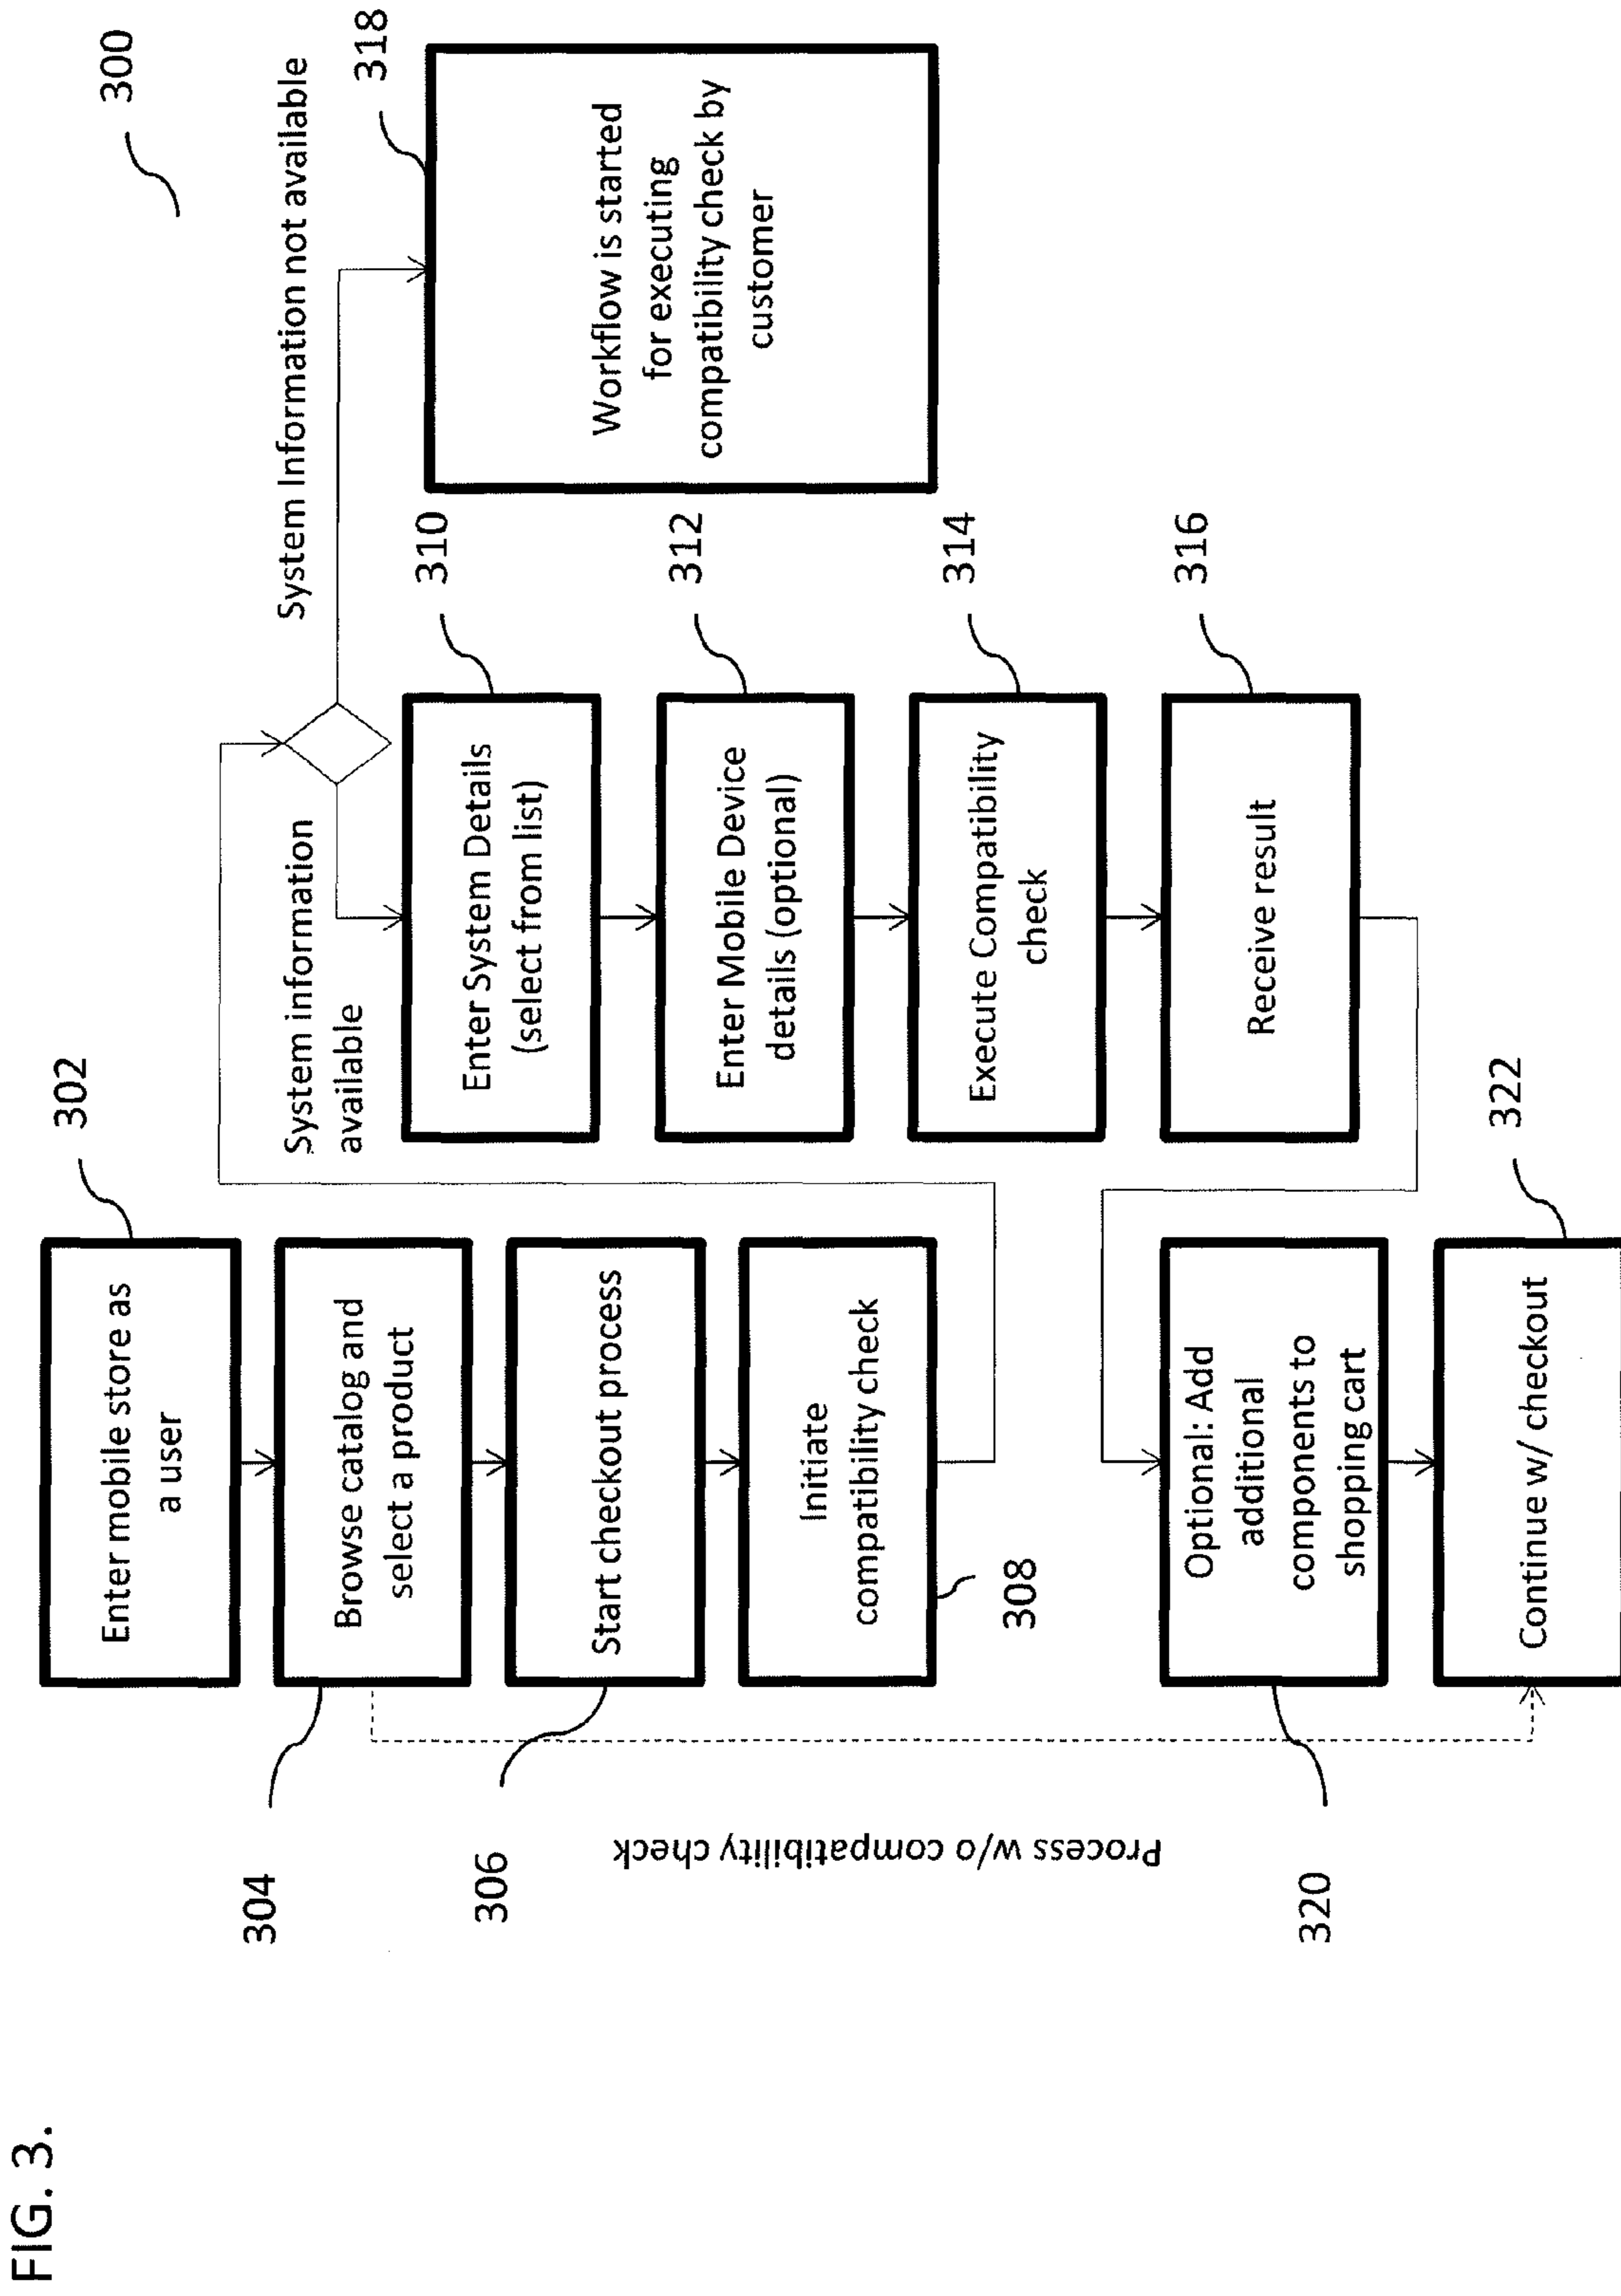 FIG. 3.
300
302
Enter mobile store as
a user
304
Browse catalog and
select a product
306
Start checkout process
Initiate
compatibility check
308
System information
available
System Information not available
310
Enter System Details
(select from list)
312
Enter Mobile Device
details (optional)
314
Execute Compatibility
check
316
Receive result
318
Workflow is started
for executing
compatibility check by
customer
Process w/o compatibility check
320
Optional: Add
additional
components to
shopping cart
322
Continue w/ checkout